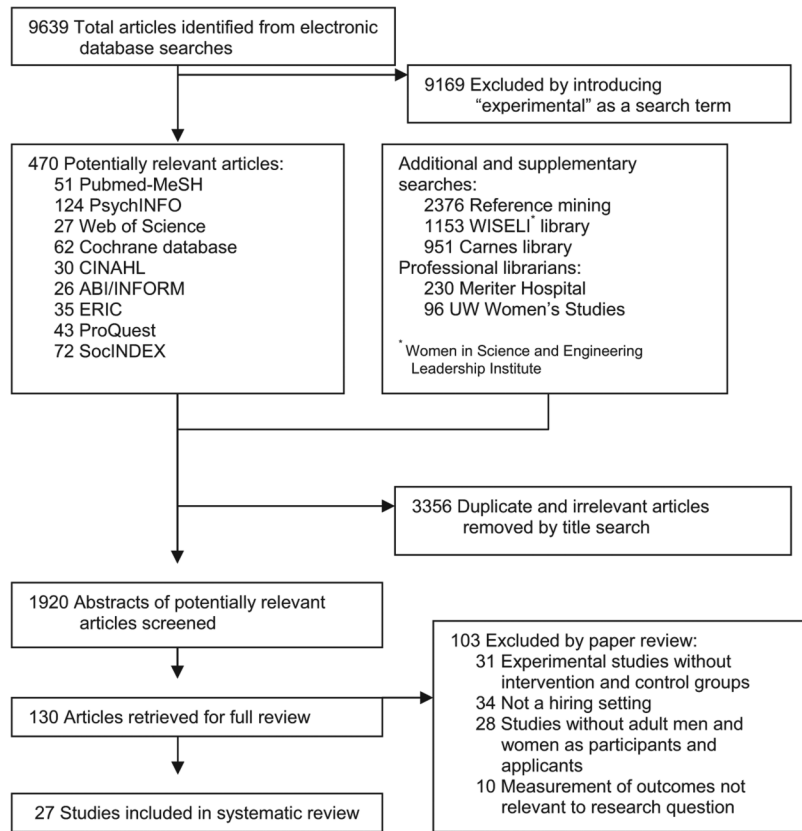 9639 Total articles identified from electronic
database searches
9169 Excluded by introducing
“experimental” as a search term
470 Potentially relevant articles:
51 Pubmed-MeSH
124 PsychINFO
27 Web of Science
62 Cochrane database
30 CINAHL
26 ABI/INFORM
35 ERIC
43 ProQuest
72 SocINDEX
Additional and supplementary
searches:
2376 Reference mining
1153 WISELI* library
951 Carnes library
Professional librarians:
230 Meriter Hospital
96 UW Women’s Studies
* Women in Science and Engineering
Leadership Institute
3356 Duplicate and irrelevant articles
removed by title search
1920 Abstracts of potentially relevant
articles screened
103 Excluded by paper review:
31 Experimental studies without
intervention and control groups
34 Not a hiring setting
28 Studies without adult men and
women as participants and
applicants
10 Measurement of outcomes not
relevant to research question
130 Articles retrieved for full review
27 Studies included in systematic review